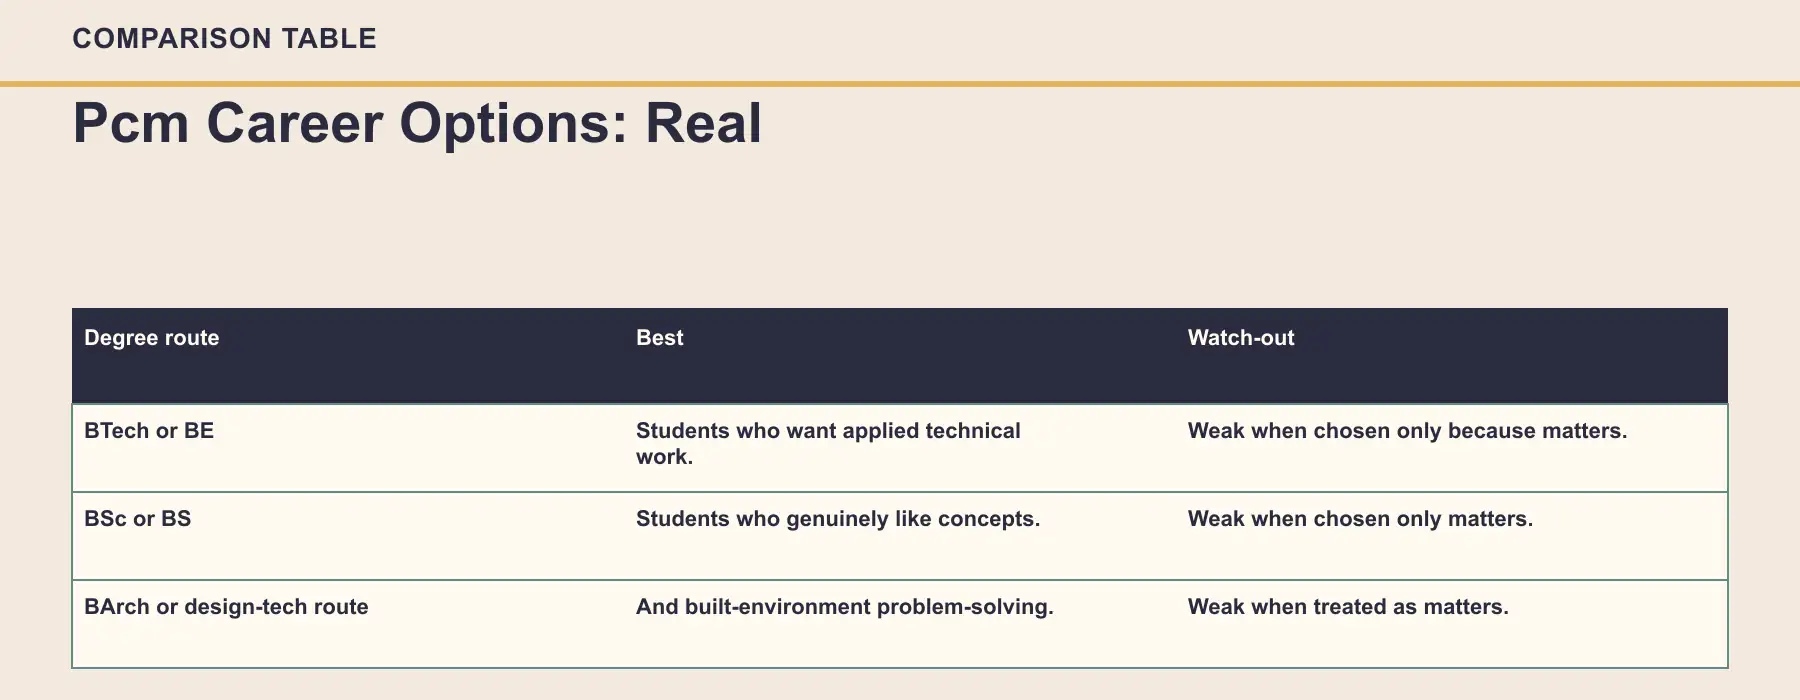 COMPARISON TABLE
Pcm Career Options: Real
Degree route Best Watch-out
BTech or BE Students who want applied technical Weak when chosen only because matters.
work.
BSc or BS Students who genuinely like concepts. Weak when chosen only matters.
BArch or design-tech route And built-environment problem-solving. Weak when treated as matters.